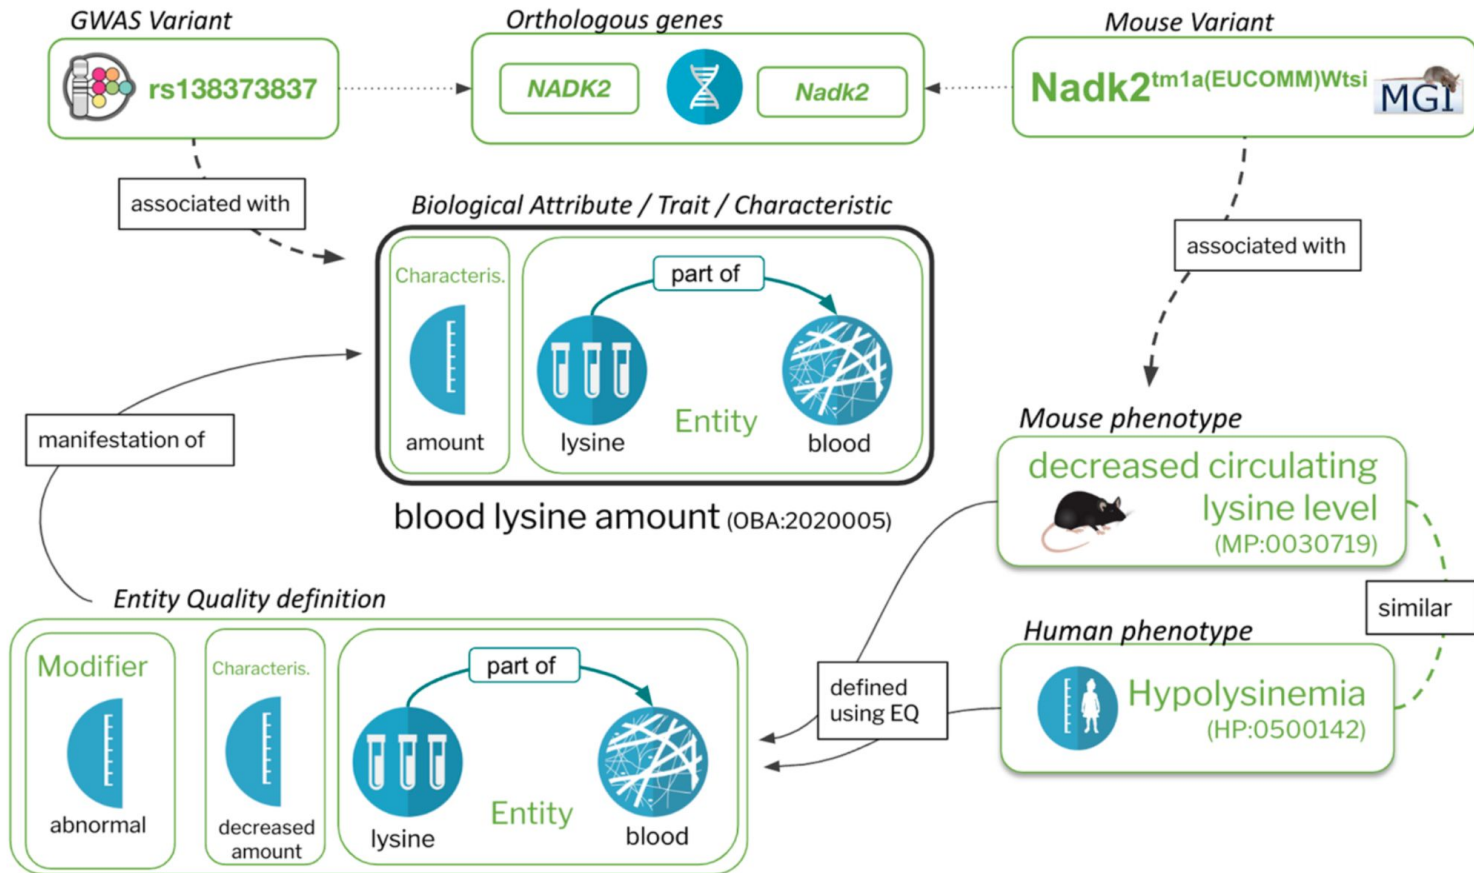 GWAS Variant
Orthologous genes
Mouse Variant
rs138373837
NADK2
Nadk2
Nadk2tm1a(EUCOMM)Wtsi
MGI
associated with
Biological Attribute / Trait / Characteristic
associated with
Characteris.
part of
amount
lysine
Entity
blood
manifestation of
blood lysine amount (OBA:2020005)
Mouse phenotype
decreased circulating
lysine level
(MP:0030719)
similar
Entity Quality definition
Human phenotype
Modifier
Characteris.
part of
defined
using EQ
Hypolysinemia
(HP:0500142)
abnormal
decreased
amount
lysine
Entity
blood